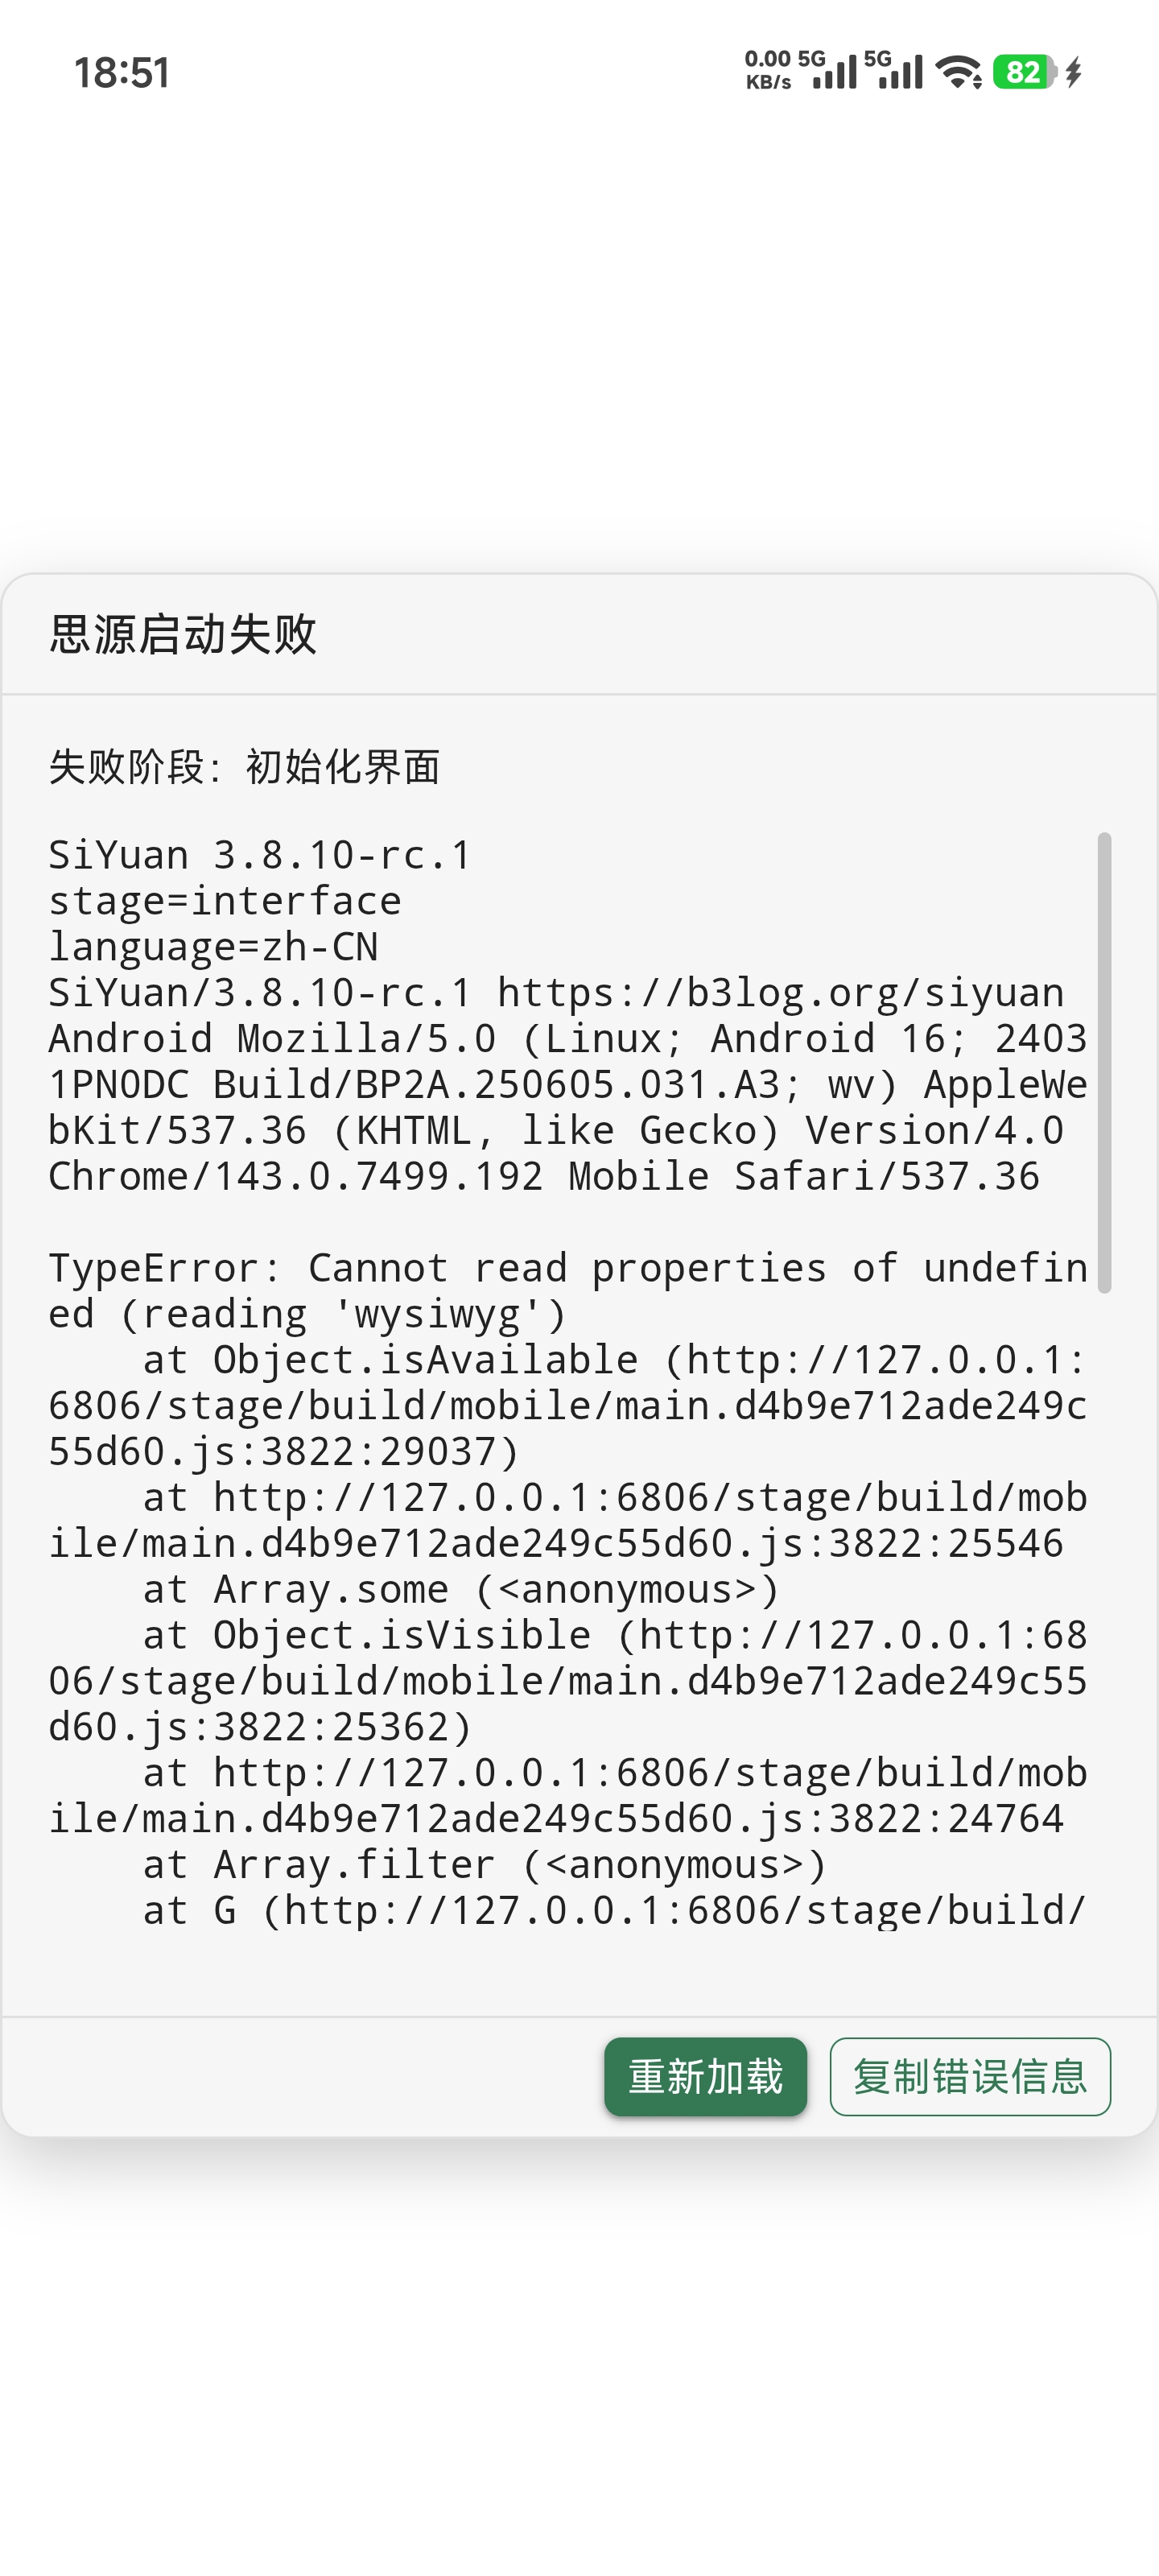 18:51
0.00 KB/s 5G 5G 82
思源启动失败
失败阶段：初始化界面
SiYuan 3.8.10-rc.1
stage=interface
language=zh-CN
SiYuan/3.8.10-rc.1 https://b3log.org/siyuan
Android Mozilla/5.0 (Linux; Android 16; 2403
1PN0DC Build/BP2A.250605.031.A3; wv) AppleWe
bKit/537.36 (KHTML, like Gecko) Version/4.0
Chrome/143.0.7499.192 Mobile Safari/537.36
TypeError: Cannot read properties of undefin
ed (reading 'wysiwyg')
    at Object.isAvailable (http://127.0.0.1:
6806/stage/build/mobile/main.d4b9e712ade249c
55d60.js:3822:29037)
    at http://127.0.0.1:6806/stage/build/mob
ile/main.d4b9e712ade249c55d60.js:3822:25546
    at Array.some (<anonymous>)
    at Object.isVisible (http://127.0.0.1:68
06/stage/build/mobile/main.d4b9e712ade249c55
d60.js:3822:25362)
    at http://127.0.0.1:6806/stage/build/mob
ile/main.d4b9e712ade249c55d60.js:3822:24764
    at Array.filter (<anonymous>)
    at G (http://127.0.0.1:6806/stage/build/
重新加载 复制错误信息